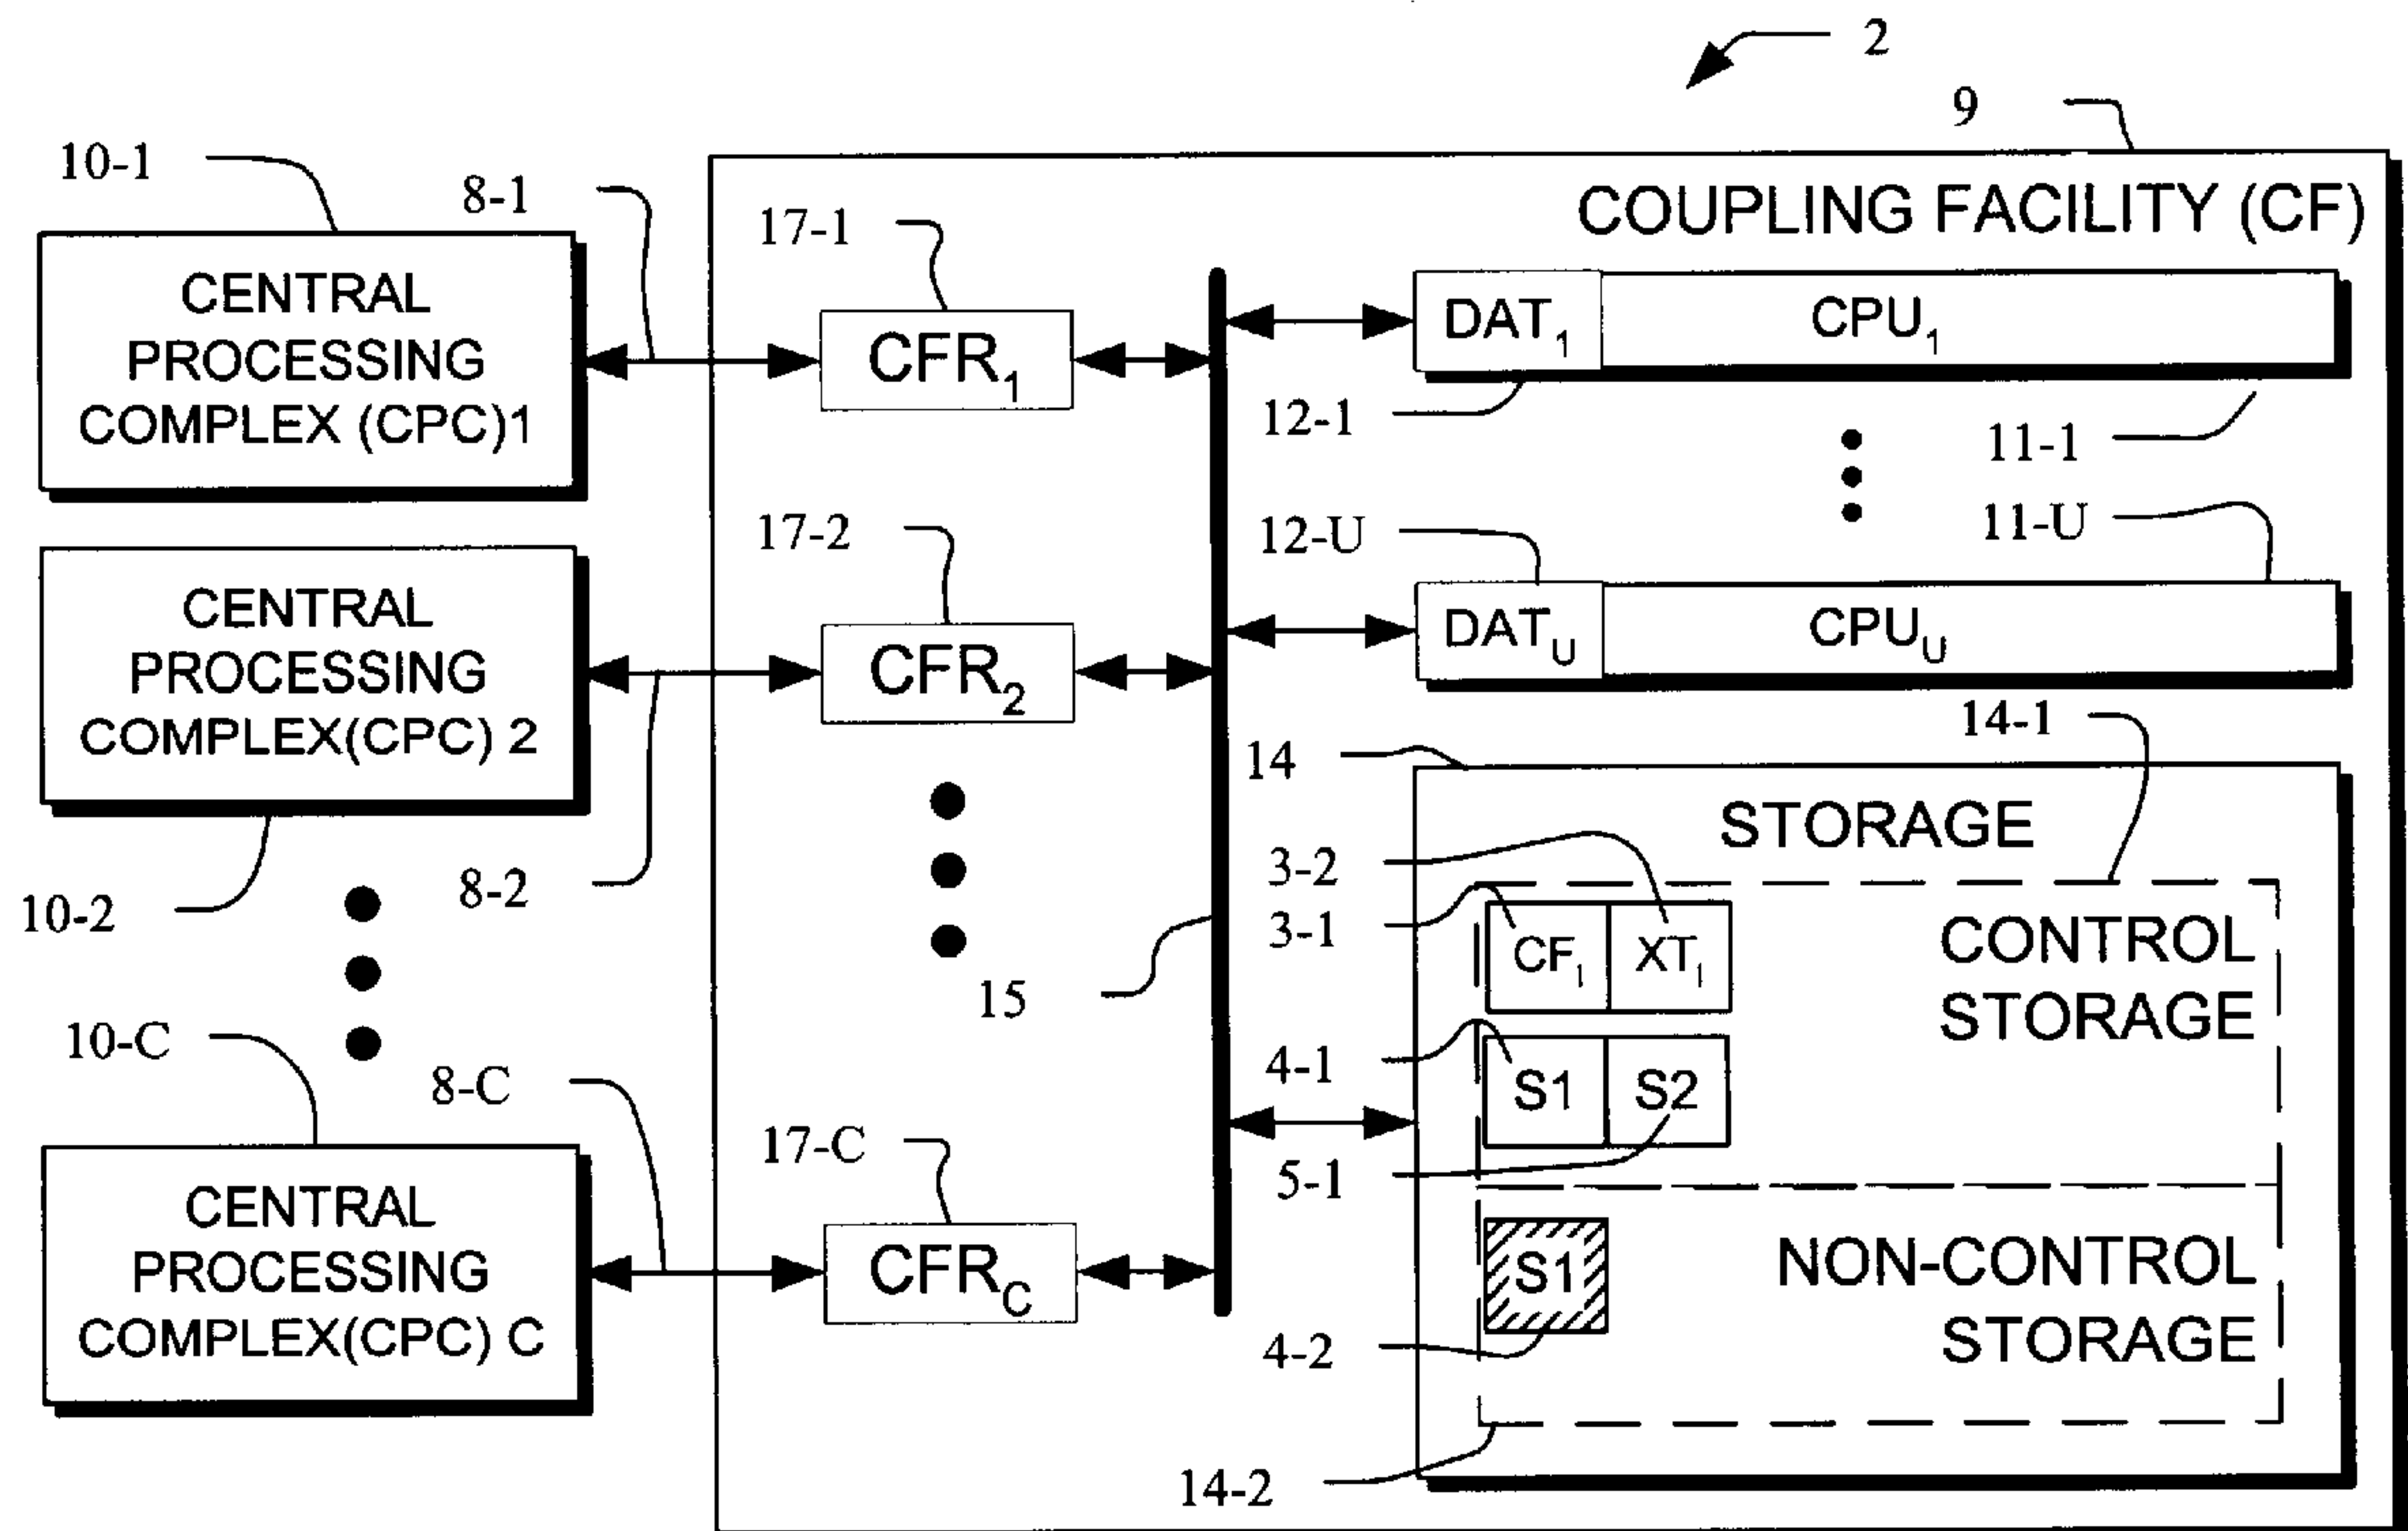 2
9
10-1
8-1
COUPLING FACILITY (CF)
17-1
CENTRAL
PROCESSING
COMPLEX (CPC)1
CFR₁
DAT₁
CPU₁
12-1
11-1
17-2
12-U
11-U
CENTRAL
PROCESSING
COMPLEX(CPC) 2
CFR₂
DAT_U
CPU_U
14-1
14
STORAGE
3-2
8-2
10-2
3-1
CF₁
XT₁
CONTROL
STORAGE
15
10-C
8-C
4-1
S1
S2
17-C
5-1
CENTRAL
PROCESSING
COMPLEX(CPC) C
CFR_C
S1
NON-CONTROL
STORAGE
4-2
14-2